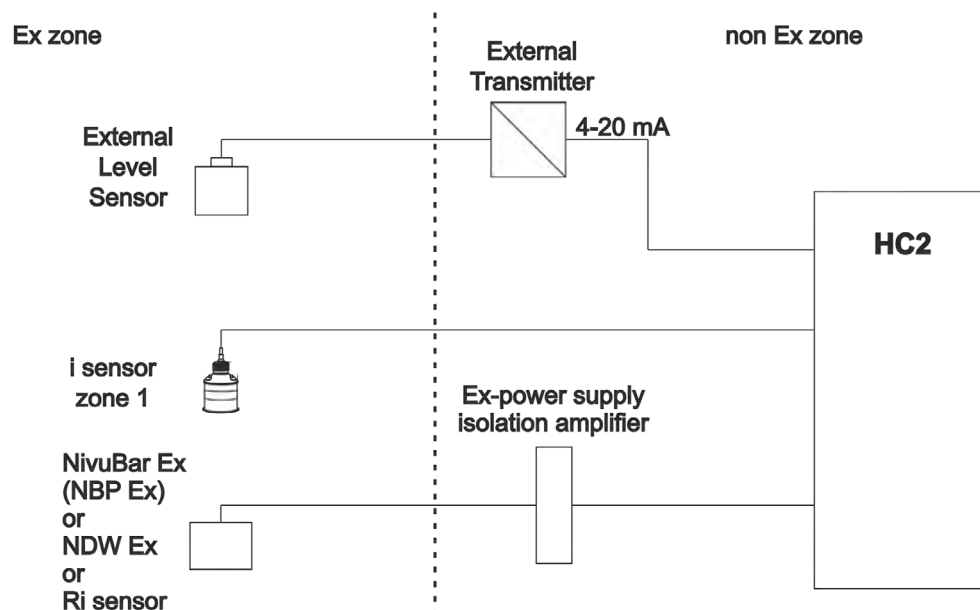 Ex zone
non Ex zone
External
Transmitter
4-20 mA
External
Level
Sensor
HC2
i sensor
zone 1
Ex-power supply
isolation amplifier
NivuBar Ex
(NBP Ex)
or
NDW Ex
or
Ri sensor